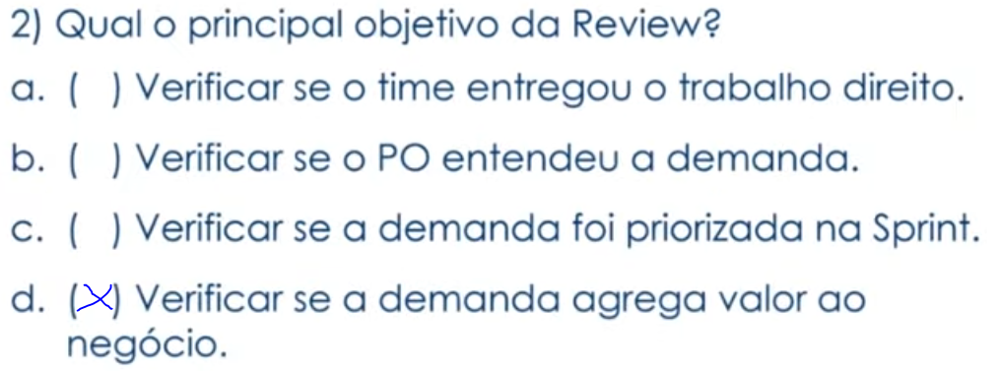 2) Qual o principal objetivo da Review?
a. ( ) Verificar se o time entregou o trabalho direito.
b. ( ) Verificar se o PO entendeu a demanda.
c. ( ) Verificar se a demanda foi priorizada na Sprint.
d. (X) Verificar se a demanda agrega valor ao
negócio.